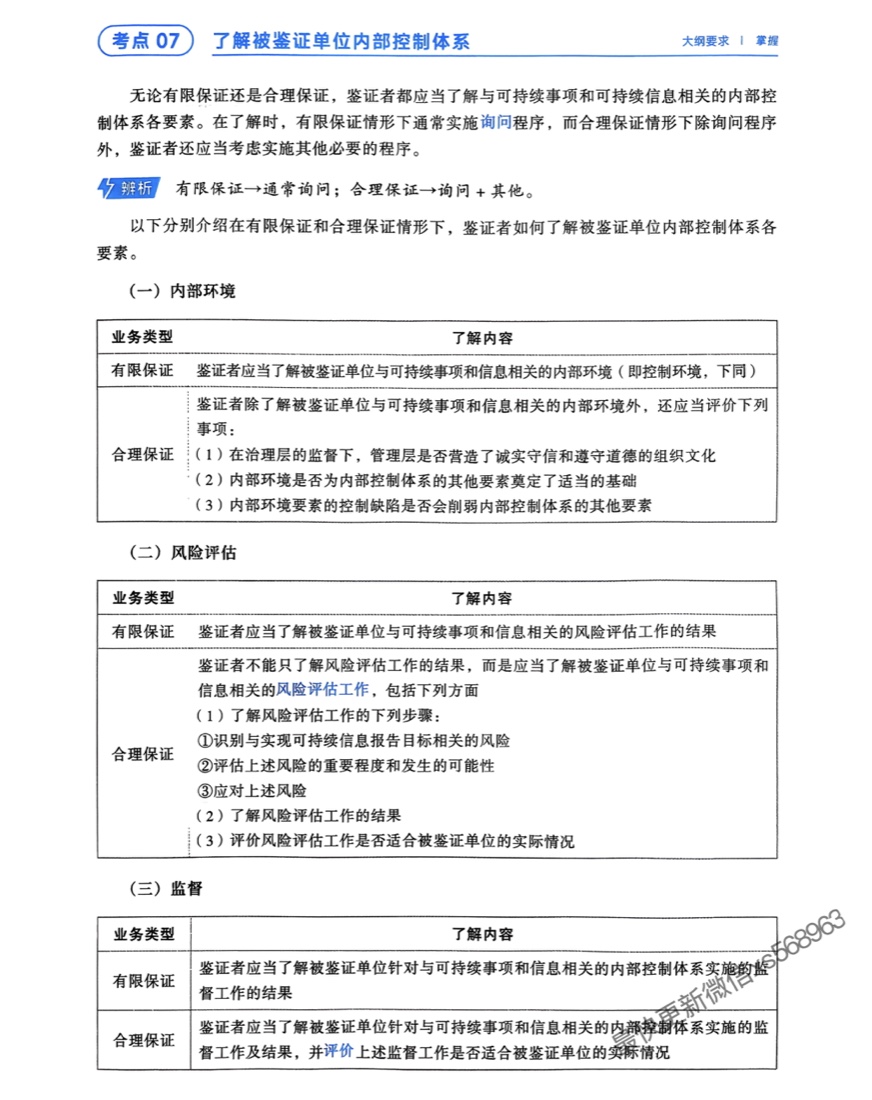 考点 07 了解被鉴证单位内部控制体系 大纲要求 | 掌握
无论有限保证还是合理保证，鉴证者都应当了解与可持续事项和可持续信息相关的内部控
制体系各要素。在了解时，有限保证情形下通常实施询问程序，而合理保证情形下除询问程序
外，鉴证者还应当考虑实施其他必要的程序。
辨析 有限保证→通常询问；合理保证→询问 + 其他。
以下分别介绍在有限保证和合理保证情形下，鉴证者如何了解被鉴证单位内部控制体系各
要素。
（一）内部环境
业务类型 了解内容
有限保证 鉴证者应当了解被鉴证单位与可持续事项和信息相关的内部环境（即控制环境，下同）
鉴证者除了解被鉴证单位与可持续事项和信息相关的内部环境外，还应当评价下列
事项：
合理保证 （1）在治理层的监督下，管理层是否营造了诚实守信和遵守道德的组织文化
（2）内部环境是否为内部控制体系的其他要素奠定了适当的基础
（3）内部环境要素的控制缺陷是否会削弱内部控制体系的其他要素
（二）风险评估
业务类型 了解内容
有限保证 鉴证者应当了解被鉴证单位与可持续事项和信息相关的风险评估工作的结果
鉴证者不能只了解风险评估工作的结果，而是应当了解被鉴证单位与可持续事项和
信息相关的风险评估工作，包括下列方面
（1）了解风险评估工作的下列步骤：
①识别与实现可持续信息报告目标相关的风险
合理保证 ②评估上述风险的重要程度和发生的可能性
③应对上述风险
（2）了解风险评估工作的结果
（3）评价风险评估工作是否适合被鉴证单位的实际情况
（三）监督
业务类型 了解内容
有限保证 鉴证者应当了解被鉴证单位针对与可持续事项和信息相关的内部控制体系实施的监
督工作的结果
合理保证 鉴证者应当了解被鉴证单位针对与可持续事项和信息相关的内部控制体系实施的监
督工作及结果，并评价上述监督工作是否适合被鉴证单位的实际情况